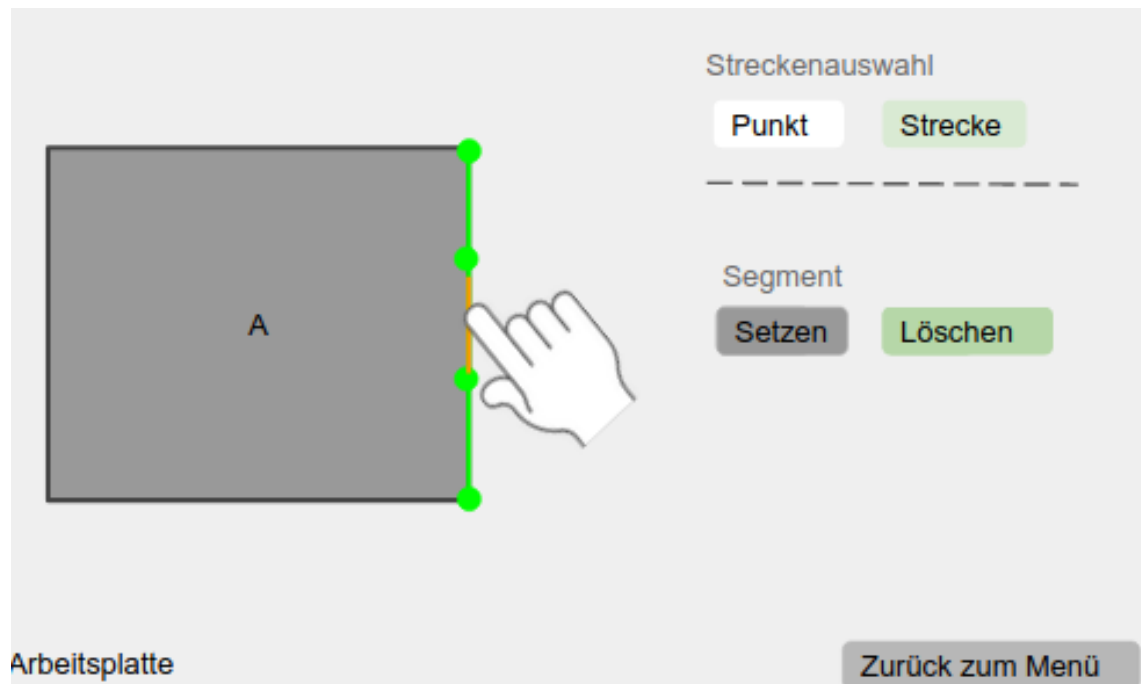 Streckenauswahl
Punkt
Strecke
A
Segment
Setzen
Löschen
Arbeitsplatte
Zurück zum Menü